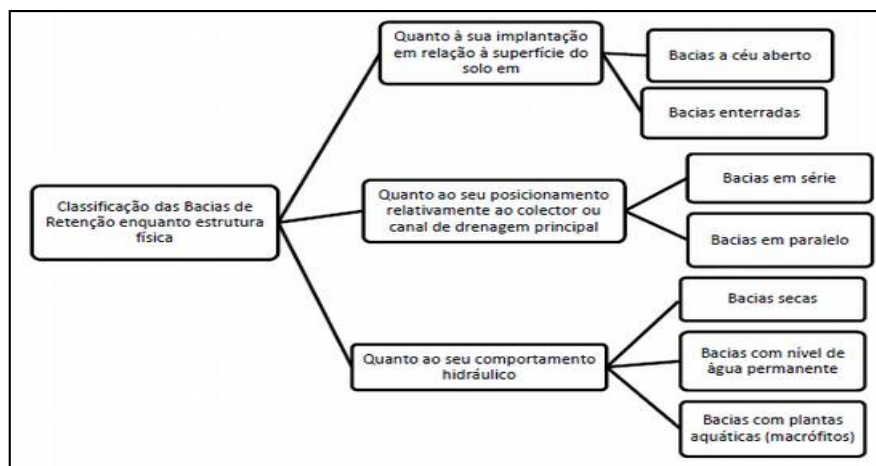 Quanto à sua implantação
em relação à superfície do
solo em
Bacias a céu aberto
Bacias enterradas
Classificação das Bacias de
Retenção enquanto estrutura
física
Quanto ao seu posicionamento
relativamente ao colector ou
canal de drenagem principal
Bacias em série
Bacias em paralelo
Quanto ao seu comportamento
hidráulico
Bacias secas
Bacias com nível de
àgua permanente
Bacias com plantas
aquáticas (macrófitos)